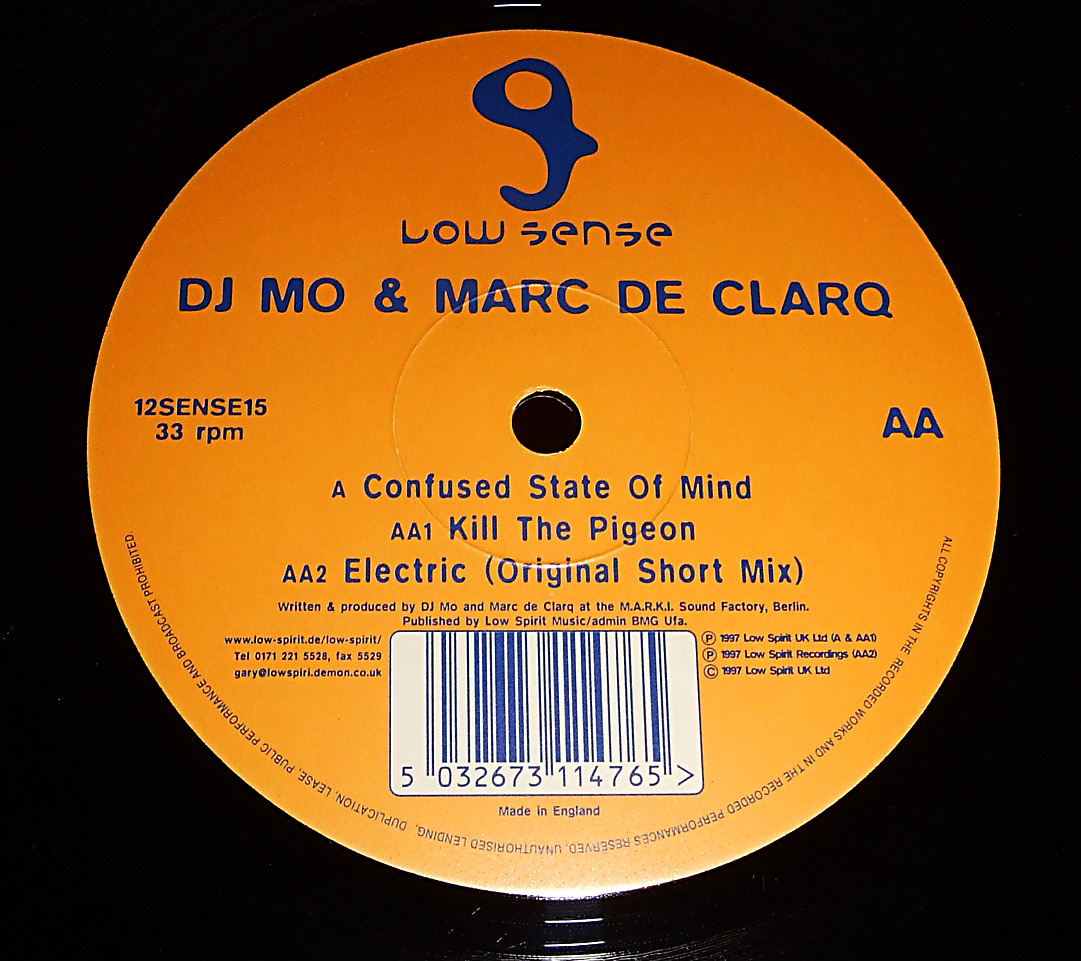 Low sense
DJ MO & MARC DE CLARQ
12SENSE15
33 rpm
AA
A Confused State Of Mind
AA1 Kill The Pigeon
AA2 Electric (Original Short Mix)
Written & produced by DJ Mo and Marc de Clarq at the M.A.R.K.I. Sound Factory, Berlin.
Published by Low Spirit Music/admin BMG Ufa.
www.low-spirit.de/low-spirit/
Tel 0171 221 5528, fax 5529
gary@lowspiri.demon.co.uk
℗ 1997 Low Spirit UK Ltd (A & AA1)
℗ 1997 Low Spirit Recordings (AA2)
© 1997 Low Spirit UK Ltd
5 032673 114765 >
Made in England
ALL COPYRIGHTS IN THE RECORDED WORKS AND IN THE RECORDED PERFORMANCES RESERVED. UNAUTHORISED LENDING, DUPLICATION, LEASE, PUBLIC PERFORMANCE AND BROADCAST PROHIBITED.